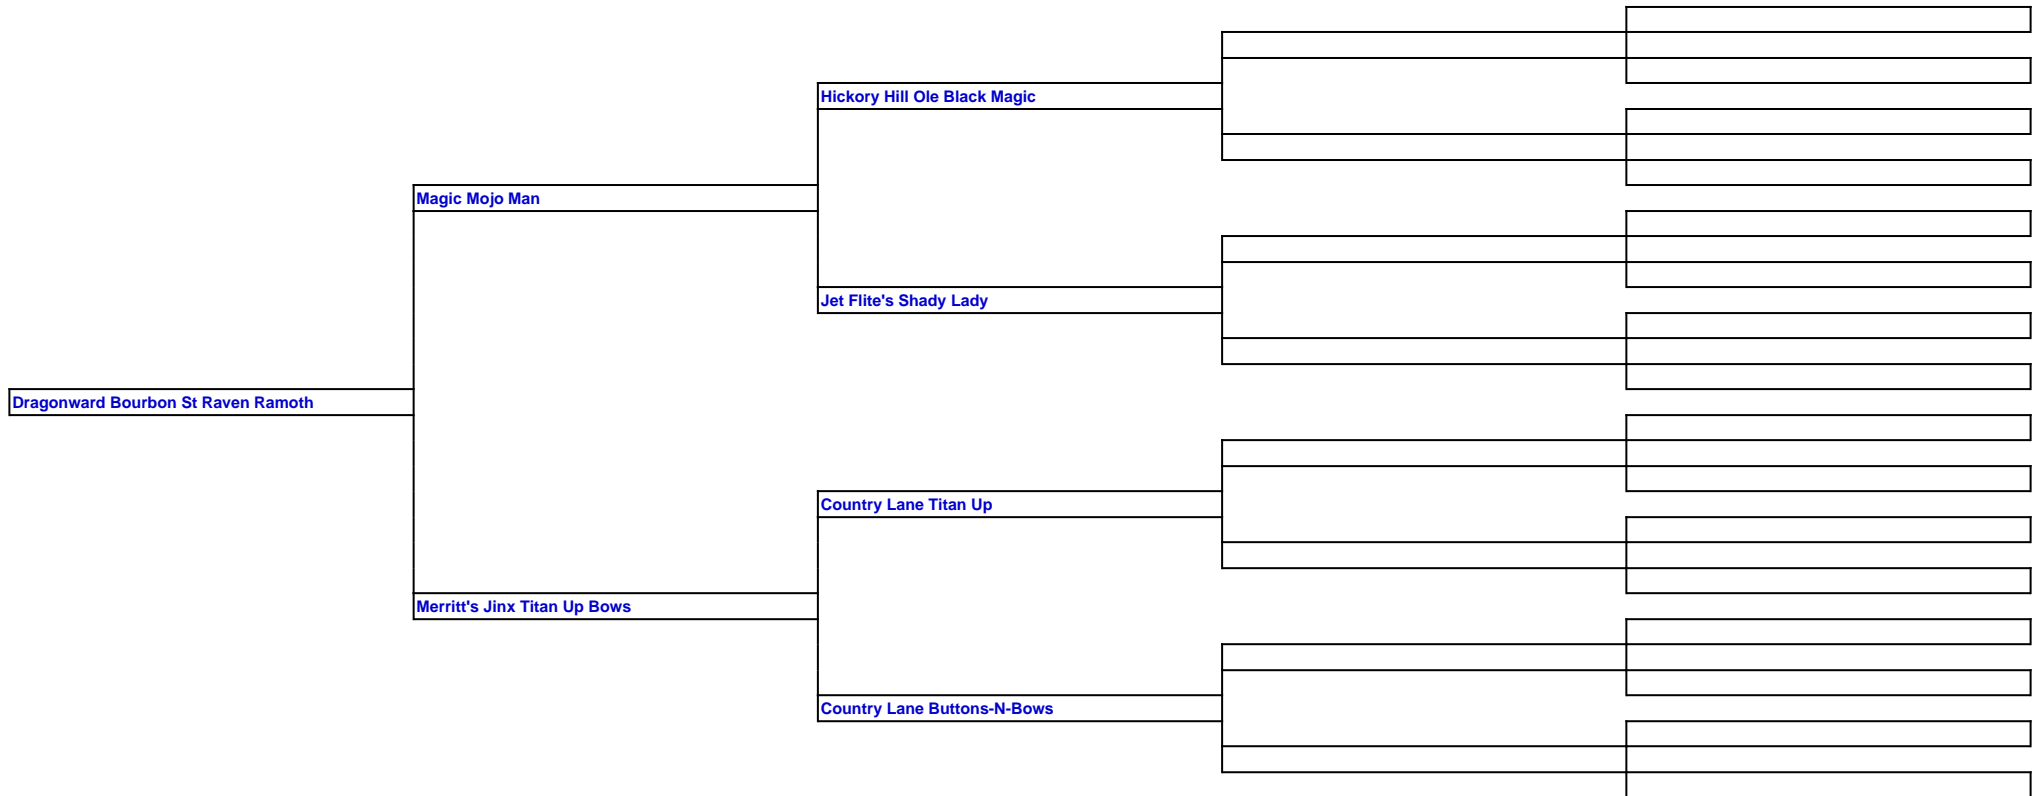 Hickory Hill Ole Black Magic
Magic Mojo Man
Jet Flite's Shady Lady
Dragonward Bourbon St Raven Ramoth
Country Lane Titan Up
Merritt's Jinx Titan Up Bows
Country Lane Buttons-N-Bows